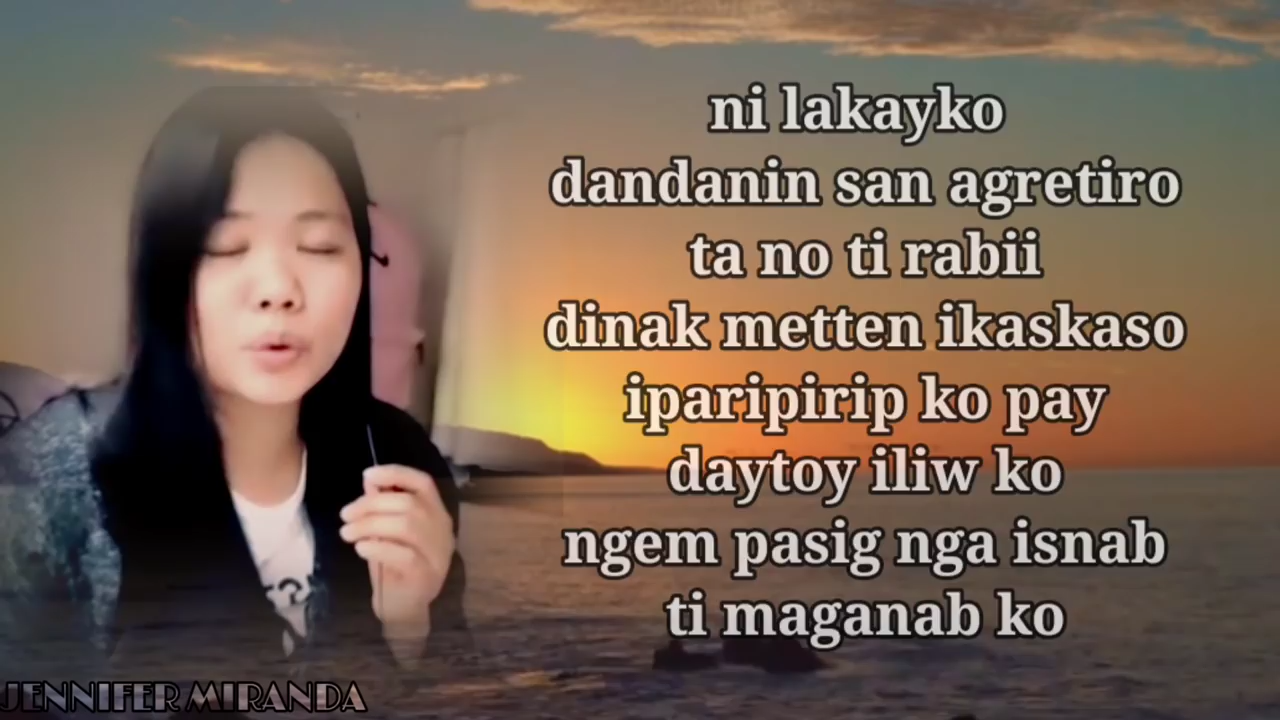 ni lakayko
dandanin san agretiro
ta no ti rabii
dinak metten ikaskaso
iparipirip ko pay
daytoy iliw ko
ngem pasig nga isnab
ti maganab ko
JENNIFER MIRANDA